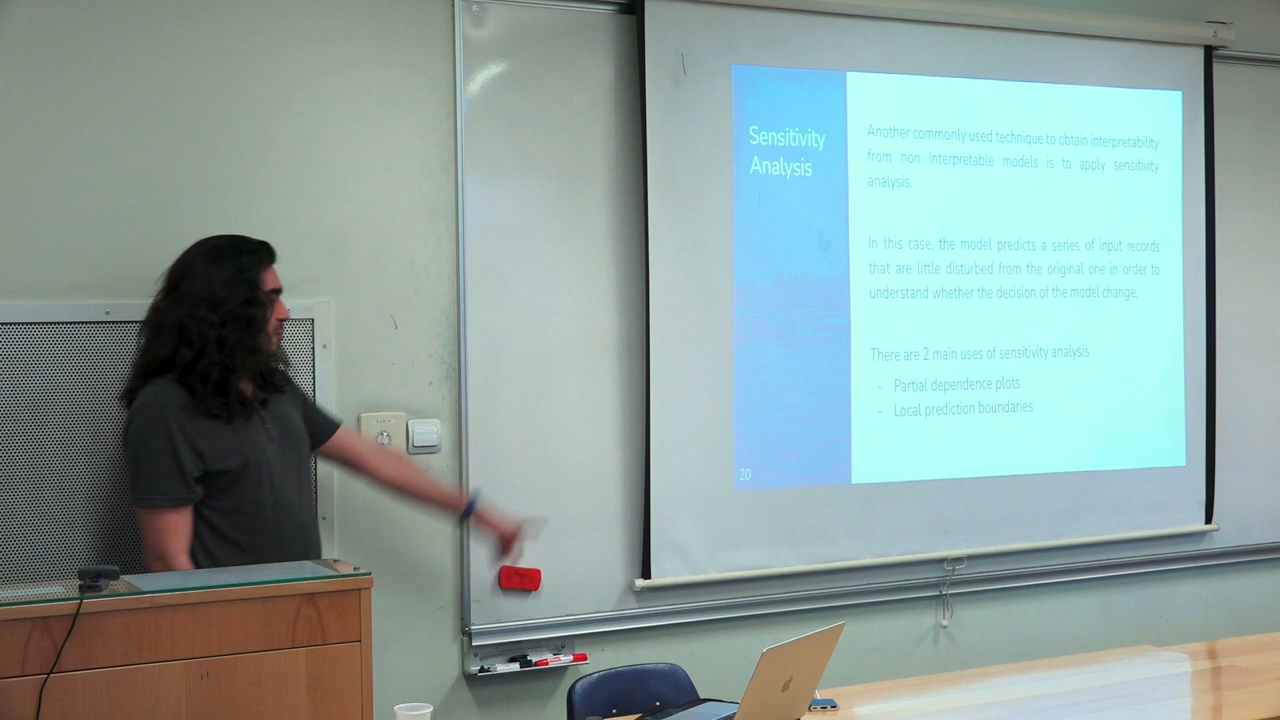 Sensitivity
Analysis
Another commonly used technique to obtain interpretability
from non interpretable models is to apply sensitivity
analysis.
In this case, the model predicts a series of input records
that are little disturbed from the original one in order to
understand whether the decision of the model change.
There are 2 main uses of sensitivity analysis
- Partial dependence plots
- Local prediction boundaries
20